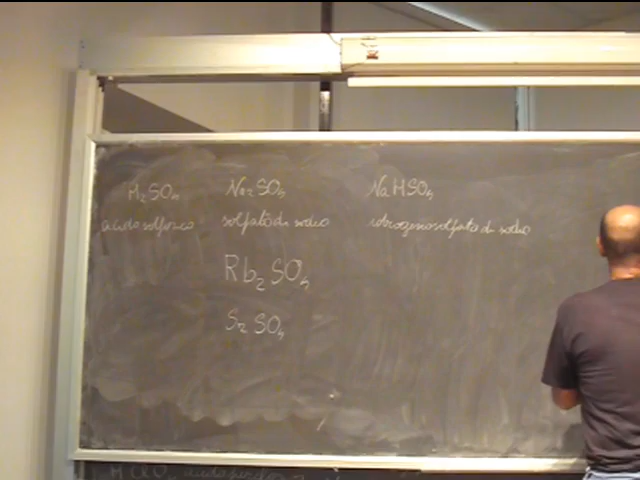 H₂SO₄ Na₂SO₄ NaHSO₄
acido solforico solfato di sodio idrogenosolfato di sodio
Rb₂SO₄
S₂SO₄